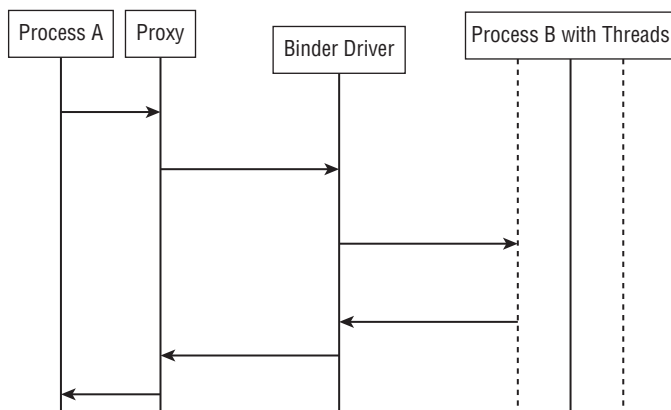 Process A
Proxy
Binder Driver
Process B with Threads